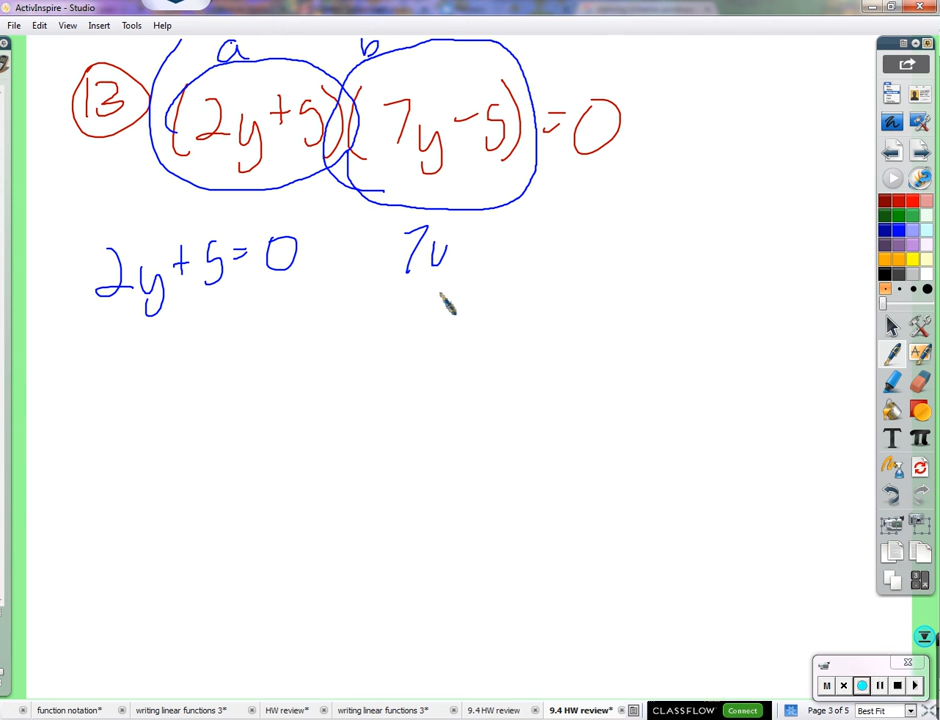 ActivInspire - Studio
File Edit View Insert Tools Help
a b
13 (2y+5)(7y-5)=0
2y+5=0 7y
function notation* writing linear functions 3* HW review* writing linear functions 3* 9.4 HW review 9.4 HW review* CLASSFLOW Connect Page 3 of 5 Best Fit
M